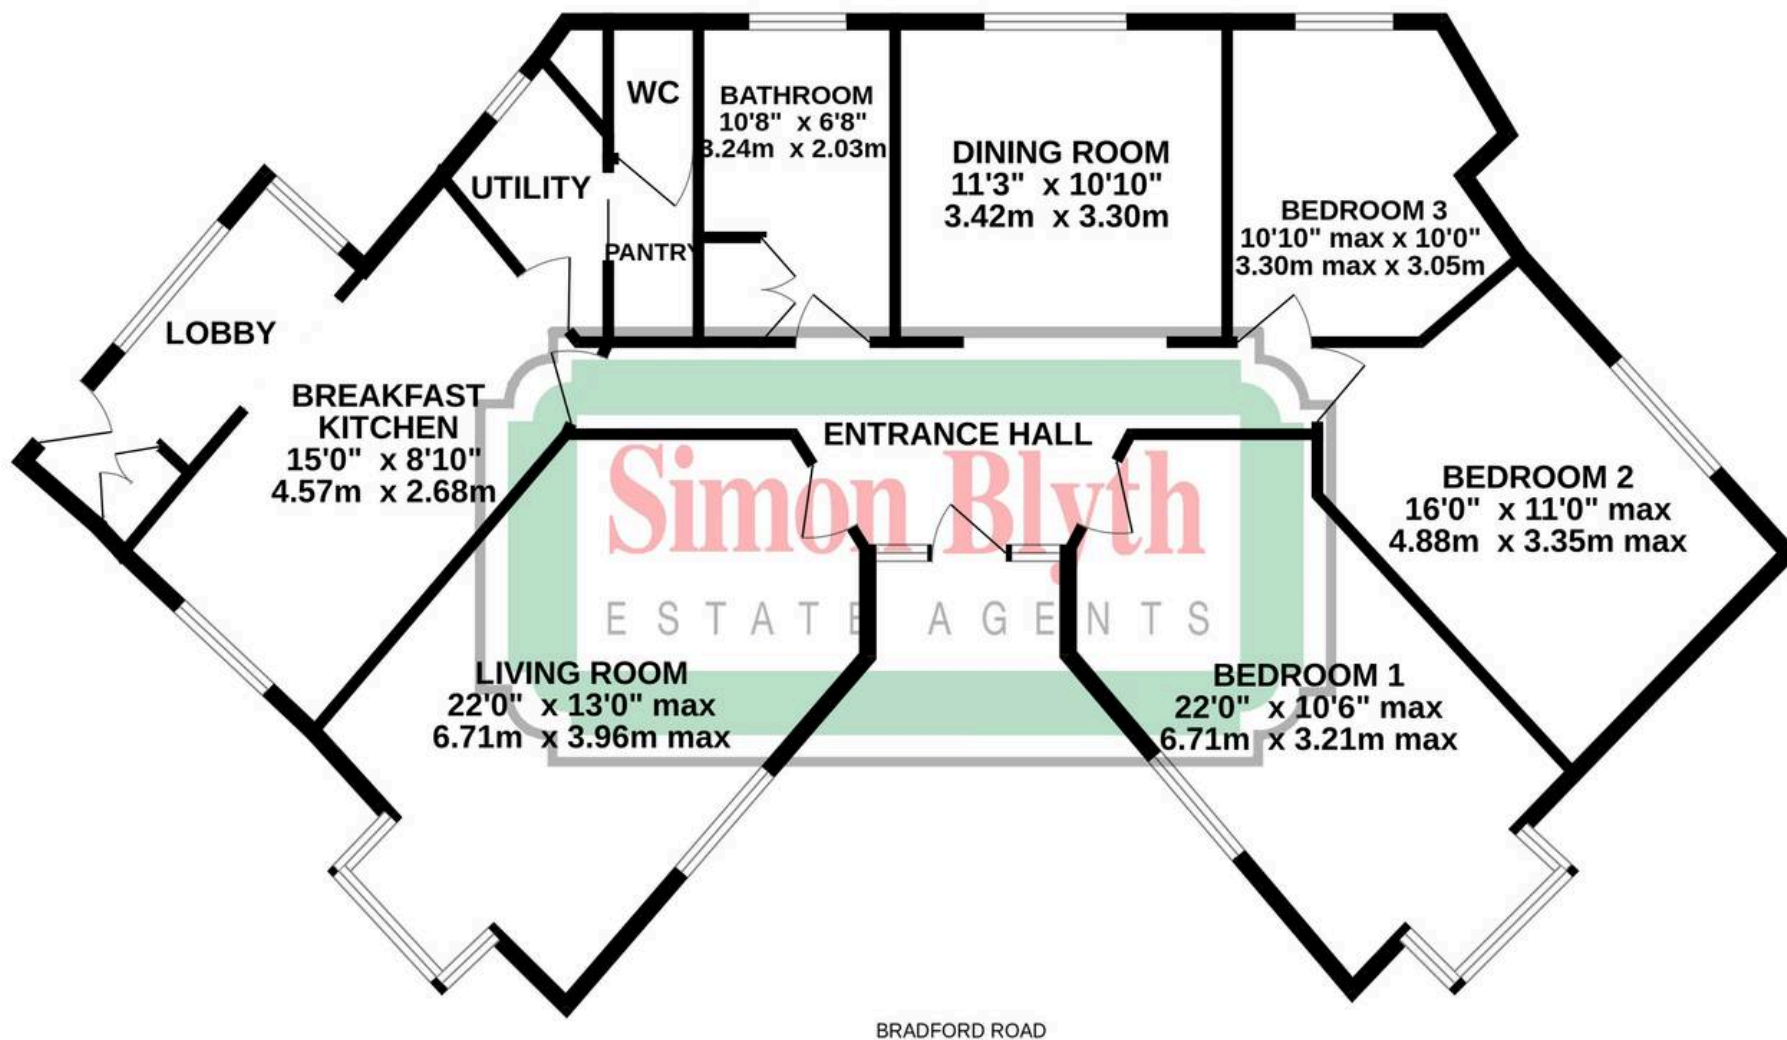 WC
BATHROOM
10'8" x 6'8"
3.24m x 2.03m
DINING ROOM
11'3" x 10'10"
3.42m x 3.30m
UTILITY
PANTRY
BEDROOM 3
10'10" max x 10'0"
3.30m max x 3.05m
LOBBY
BREAKFAST
KITCHEN
15'0" x 8'10"
4.57m x 2.68m
ENTRANCE HALL
BEDROOM 2
16'0" x 11'0" max
4.88m x 3.35m max
Simon Blyth
ESTATE AGENTS
LIVING ROOM
22'0" x 13'0" max
6.71m x 3.96m max
BEDROOM 1
22'0" x 10'6" max
6.71m x 3.21m max
BRADFORD ROAD